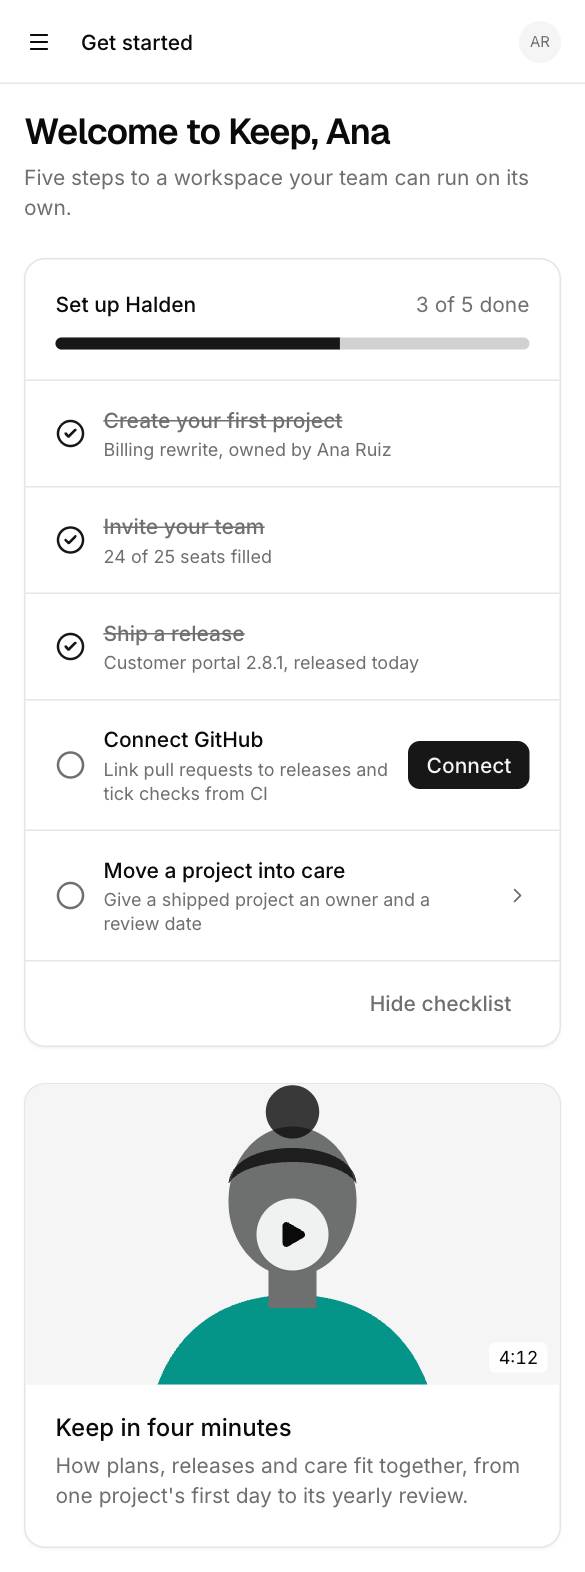 Get started
AR
Welcome to Keep, Ana
Five steps to a workspace your team can run on its
own.
Set up Halden
3 of 5 done
Create your first project
Billing rewrite, owned by Ana Ruiz
Invite your team
24 of 25 seats filled
Ship a release
Customer portal 2.8.1, released today
Connect GitHub
Link pull requests to releases and
tick checks from CI
Connect
Move a project into care
Give a shipped project an owner and a
review date
Hide checklist
4:12
Keep in four minutes
How plans, releases and care fit together, from
one project's first day to its yearly review.